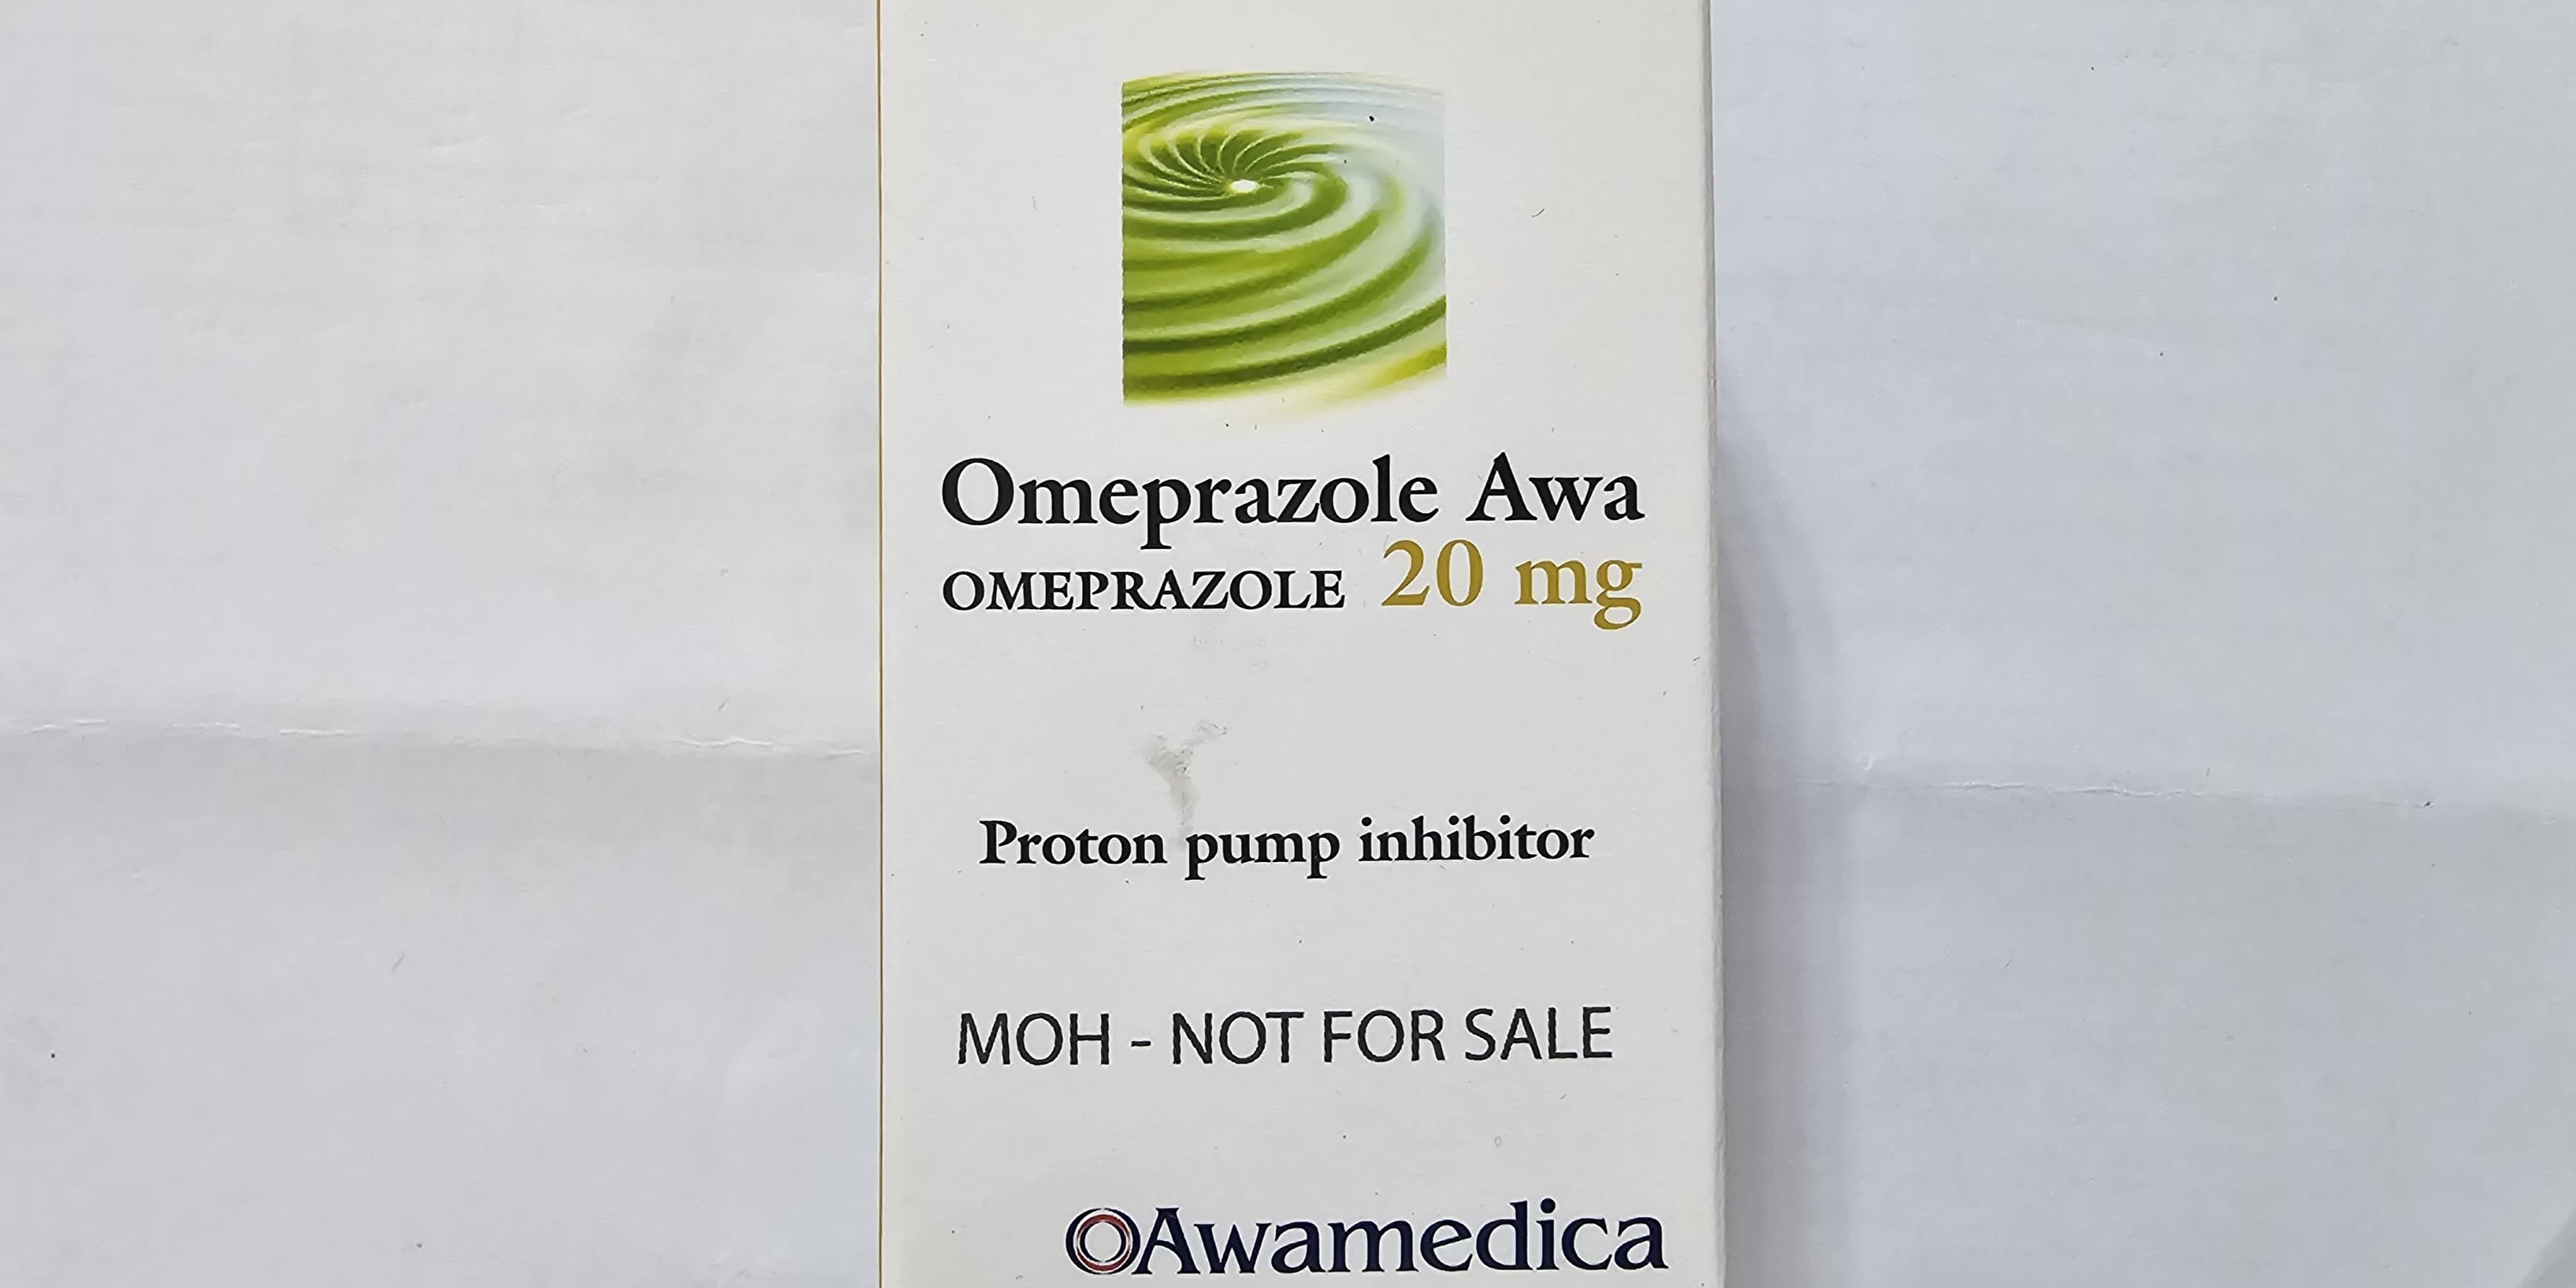 Omeprazole Awa
OMEPRAZOLE 20 mg
Proton pump inhibitor
MOH - NOT FOR SALE
Awamedica